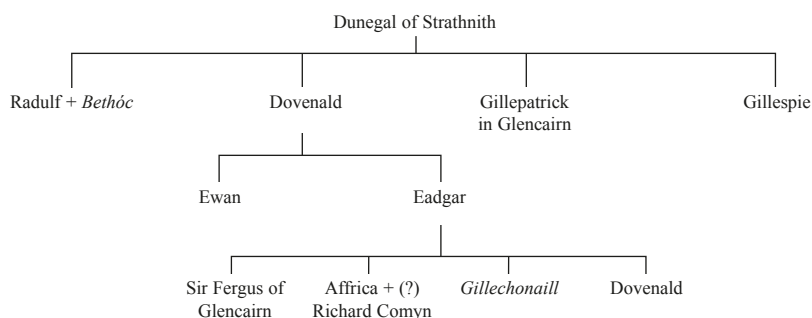 Dunegal of Strathnith
Radulf + Bethóc
Dovenald
Gillepatrick
in Glencairn
Gillespie
Ewan
Eadgar
Sir Fergus of
Glencairn
Affrica + (?)
Richard Comyn
Gillechonaill
Dovenald